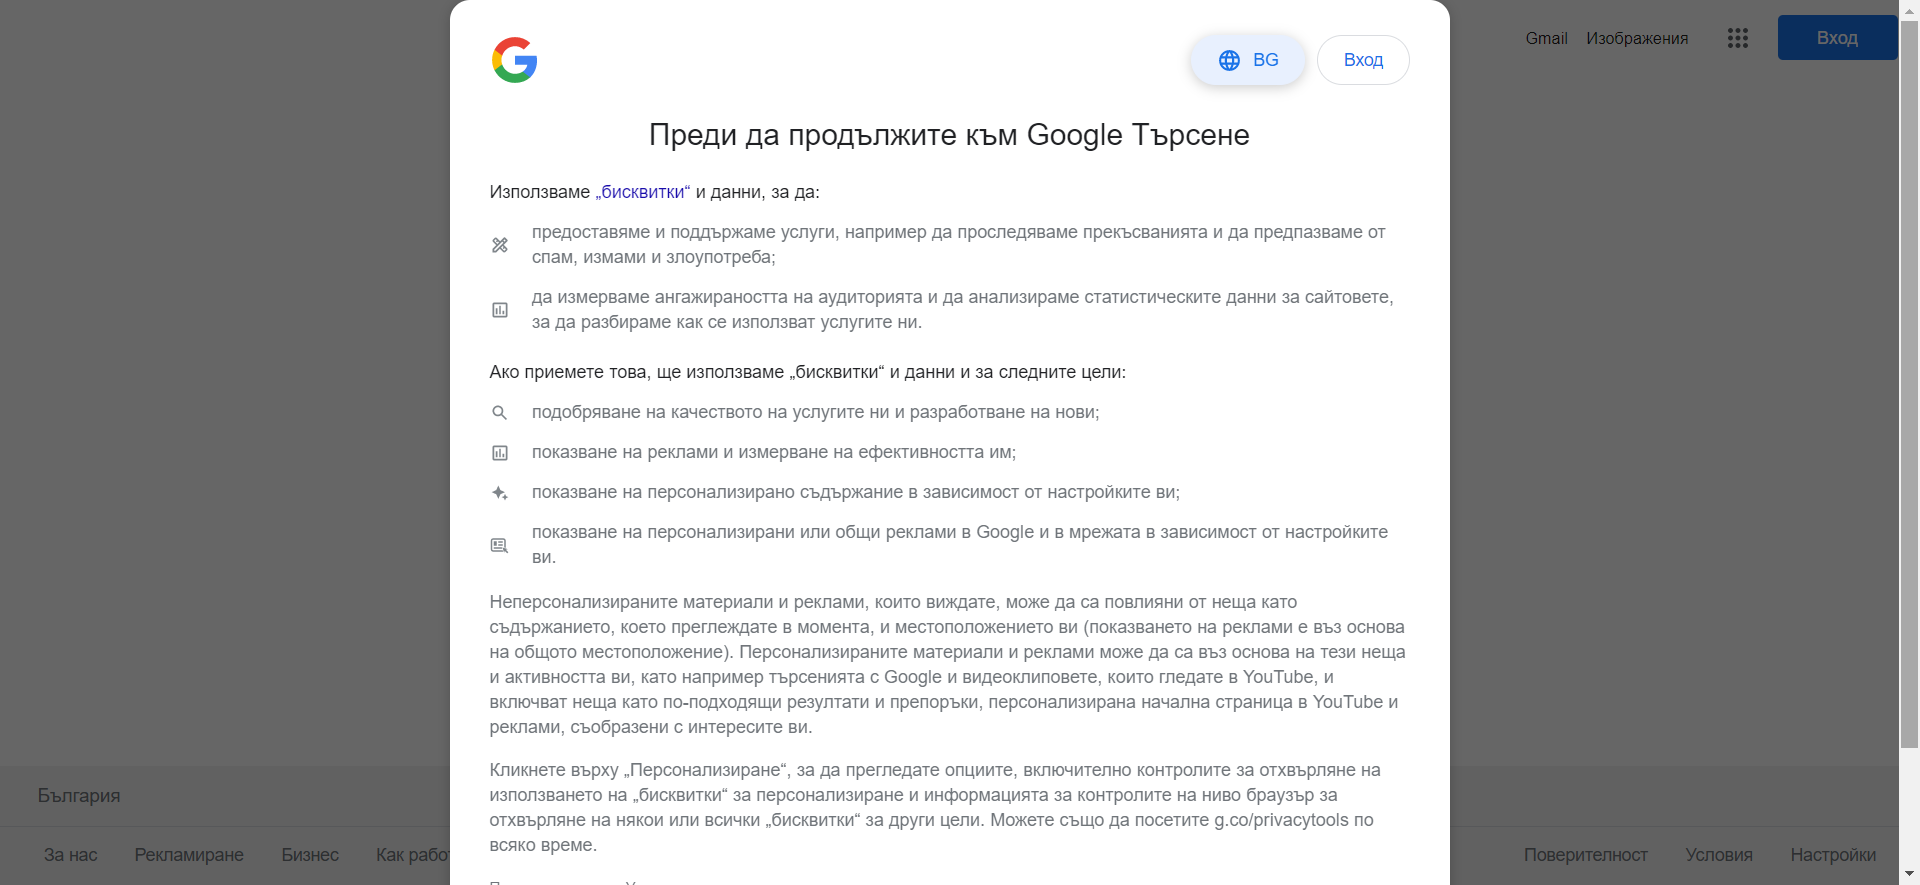 Gmail Изображения Вход
BG Вход
Преди да продължите към Google Търсене
Използваме „бисквитки“ и данни, за да:
предоставяме и поддържаме услуги, например да проследяваме прекъсванията и да предпазваме от
спам, измами и злоупотреба;
да измерваме ангажираността на аудиторията и да анализираме статистическите данни за сайтовете,
за да разбираме как се използват услугите ни.
Ако приемете това, ще използваме „бисквитки“ и данни и за следните цели:
подобряване на качеството на услугите ни и разработване на нови;
показване на реклами и измерване на ефективността им;
показване на персонализирано съдържание в зависимост от настройките ви;
показване на персонализирани или общи реклами в Google и в мрежата в зависимост от настройките
ви.
Неперсонализираните материали и реклами, които виждате, може да са повлияни от неща като
съдържанието, което преглеждате в момента, и местоположението ви (показването на реклами е въз основа
на общото местоположение). Персонализираните материали и реклами може да са въз основа на тези неща
и активността ви, като например търсенията с Google и видеоклиповете, които гледате в YouTube, и
включват неща като по-подходящи резултати и препоръки, персонализирана начална страница в YouTube и
реклами, съобразени с интересите ви.
Кликнете върху „Персонализиране“, за да прегледате опциите, включително контролите за отхвърляне на
използването на „бисквитки“ за персонализиране и информацията за контролите на ниво браузър за
отхвърляне на някои или всички „бисквитки“ за други цели. Можете също да посетите g.co/privacytools по
всяко време.
България
За нас Рекламиране Бизнес Как Поверителност Условия Настройки